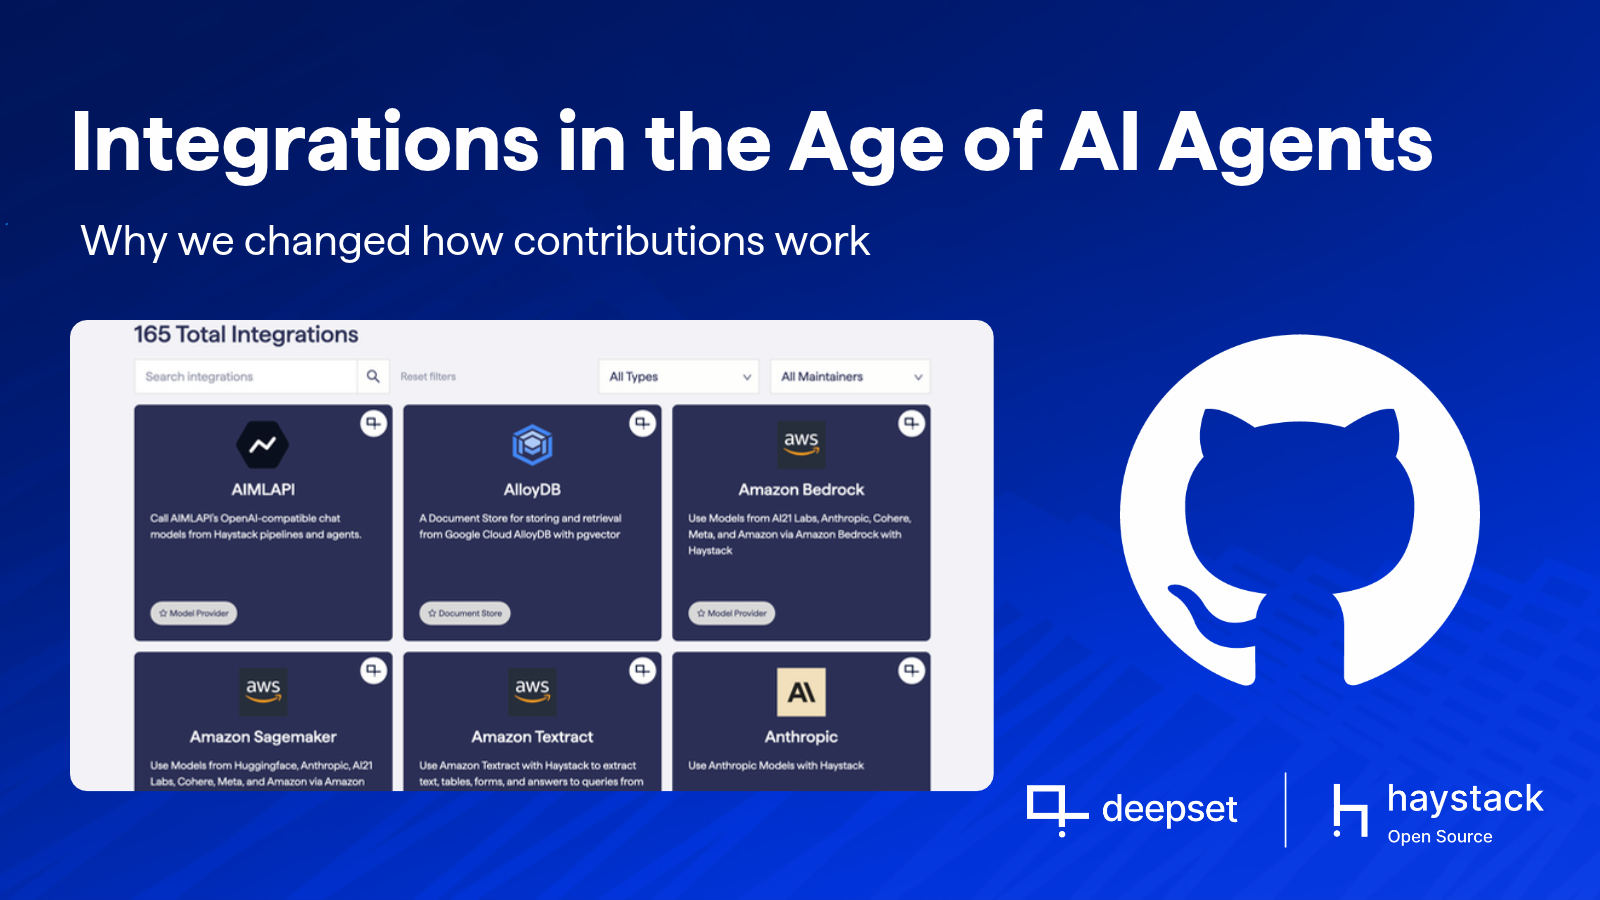 Integrations in the Age of AI Agents
Why we changed how contributions work
165 Total Integrations
Search integrations
Reset filters
All Types
All Maintainers
AIMLAPI
Call AIMLAPI's OpenAI-compatible chat
models from Haystack pipelines and agents.
Model Provider
AlloyDB
A Document Store for storing and retrieval
from Google Cloud AlloyDB with pgvector
Document Store
aws
Amazon Bedrock
Use Models from AI21 Labs, Anthropic, Cohere,
Meta, and Amazon via Amazon Bedrock with
Haystack
Model Provider
aws
Amazon Sagemaker
Use Models from Huggingface, Anthropic, AI21
Labs, Cohere, Meta, and Amazon via Amazon
aws
Amazon Textract
Use Amazon Textract with Haystack to extract
text, tables, forms, and answers to queries from
A\
Anthropic
Use Anthropic Models with Haystack
deepset
haystack
Open Source